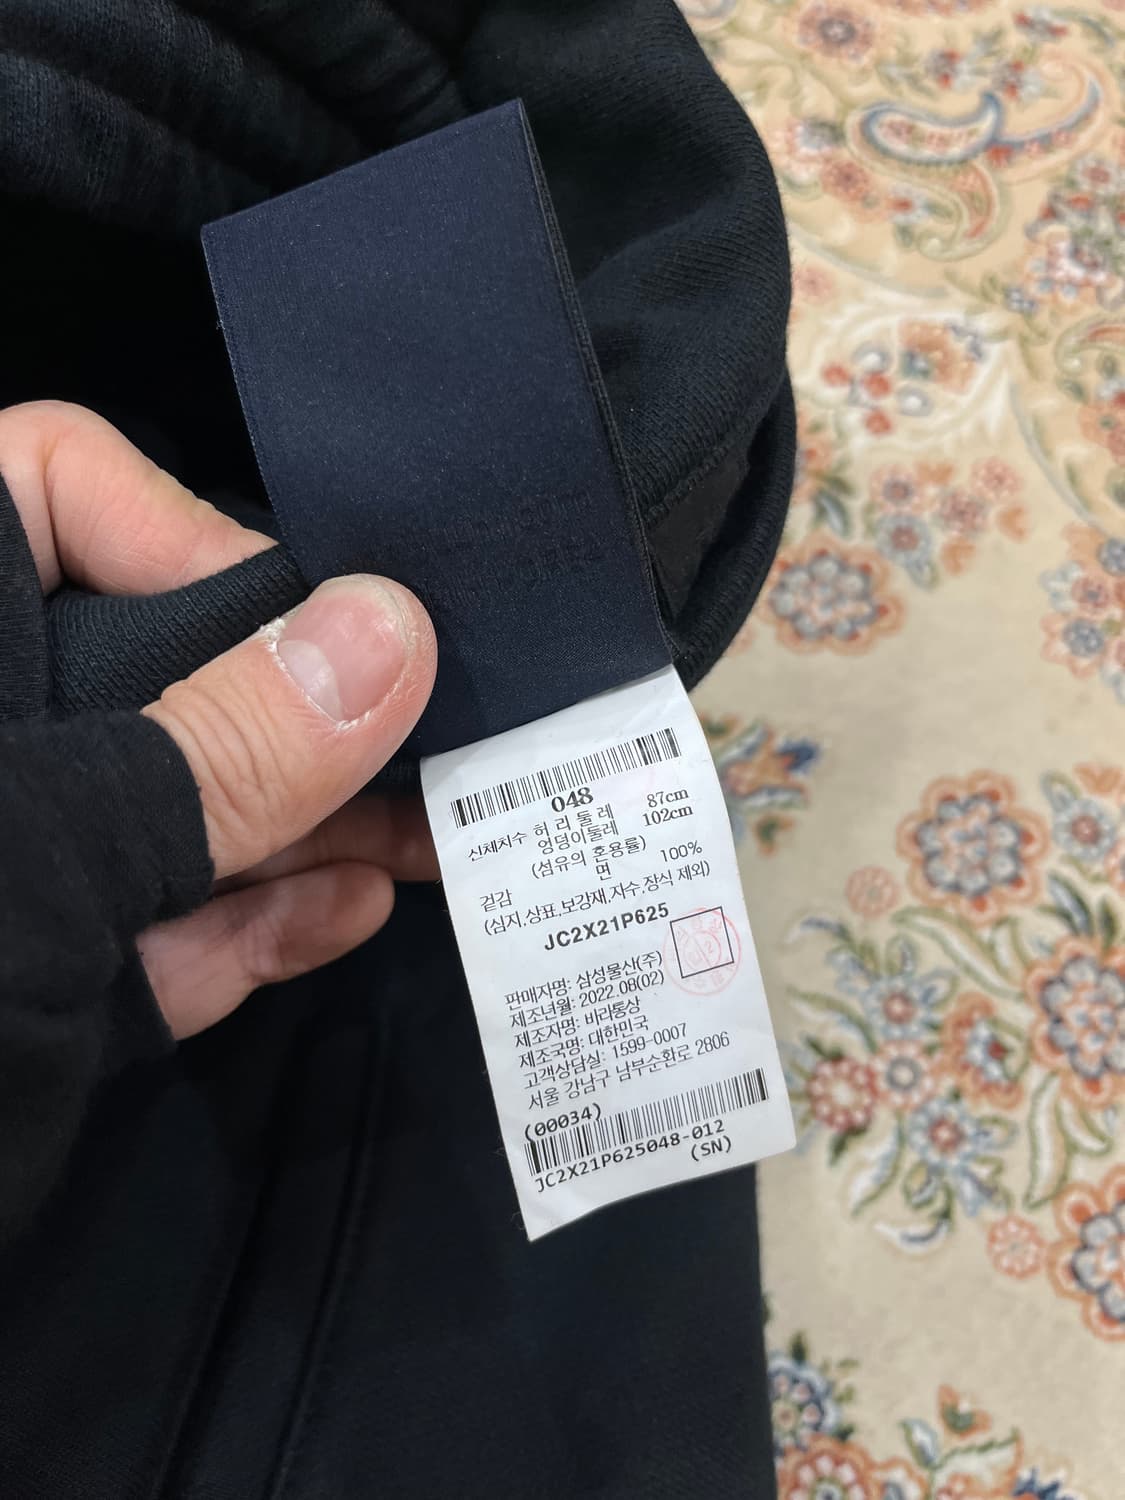 048
신체치수 허 리 둘 레 87cm
엉덩이둘레 102cm
(섬유의 혼용률)
겉감 면 100%
(심지,상표,보강재,자수,장식 제외)
JC2X21P625
판매자명: 삼성물산(주)
제조년월: 2022.08(02)
제조자명: 비라통상
제조국명: 대한민국
고객상담실: 1599-0007
서울 강남구 남부순환로 2806
(00034)
JC2X21P625048-012
(SN)